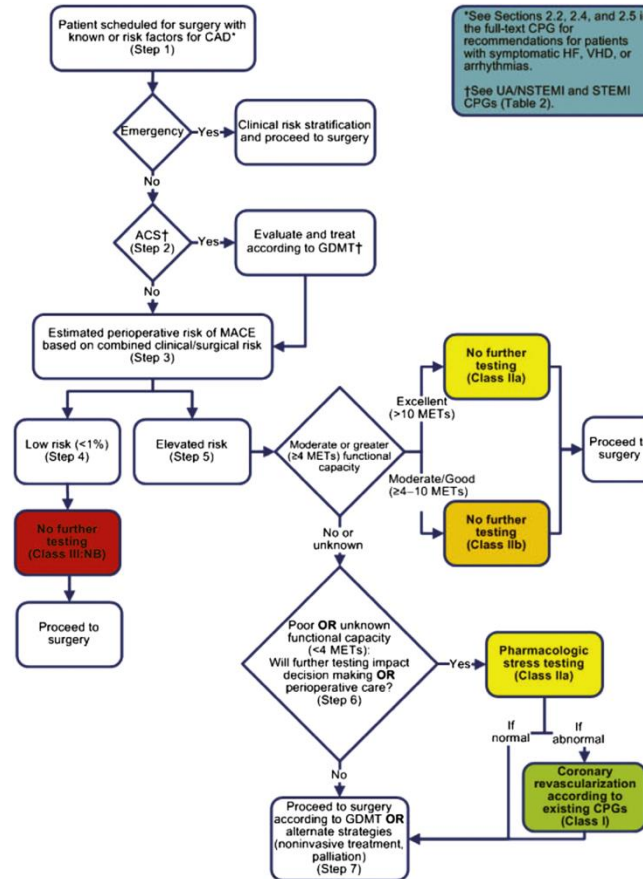 Patient scheduled for surgery with
known or risk factors for CAD*
(Step 1)
*See Sections 2.2, 2.4, and 2.5 i
the full-text CPG for
recommendations for patients
with symptomatic HF, VHD, or
arrhythmias.
†See UA/NSTEMI and STEMI
CPGs (Table 2).
Emergency
Yes
Clinical risk stratification
and proceed to surgery
No
ACS†
(Step 2)
Yes
Evaluate and treat
according to GDMT†
No
Estimated perioperative risk of MACE
based on combined clinical/surgical risk
(Step 3)
Low risk (<1%)
(Step 4)
Elevated risk
(Step 5)
Moderate or greater
(≥4 METs) functional
capacity
Excellent
(>10 METs)
No further
testing
(Class IIa)
Moderate/Good
(≥4–10 METs)
No further
testing
(Class IIb)
Proceed to
surgery
No further
testing
(Class III:NB)
Proceed to
surgery
No or
unknown
Poor OR unknown
functional capacity
(<4 METs):
Will further testing impact
decision making OR
perioperative care?
(Step 6)
Yes
Pharmacologic
stress testing
(Class IIa)
If
normal
If
abnormal
Coronary
revascularization
according to
existing CPGs
(Class I)
No
Proceed to surgery
according to GDMT OR
alternate strategies
(noninvasive treatment,
palliation)
(Step 7)